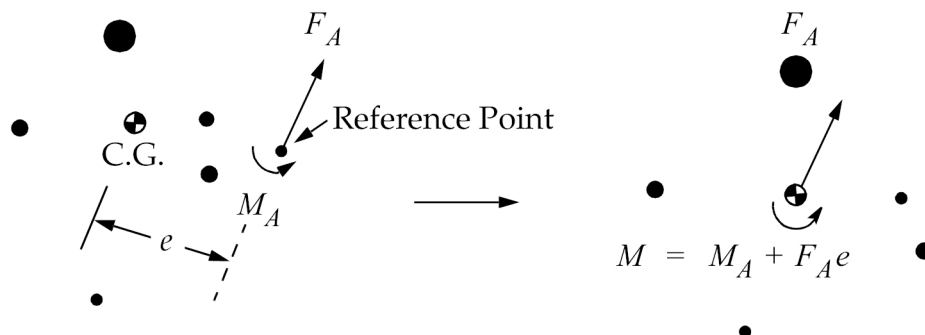 F_A
Reference Point
C.G.
M_A
e
F_A
M = M_A + F_A e